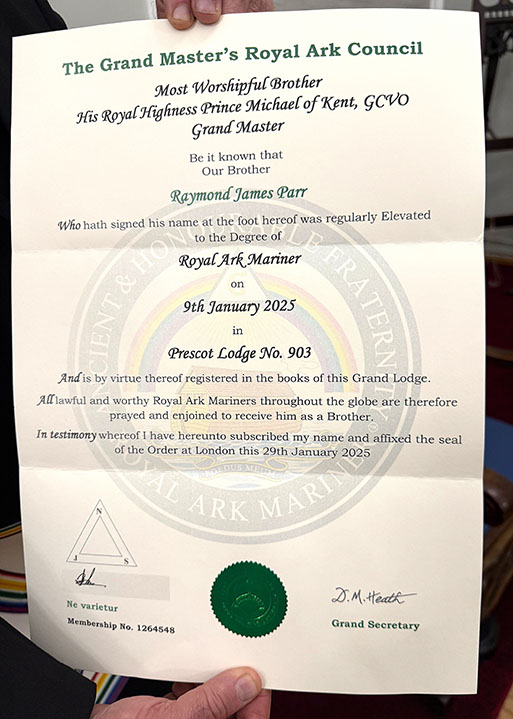 The Grand Master's Royal Ark Council
Most Worshipful Brother
His Royal Highness Prince Michael of Kent, GCVO
Grand Master
Be it known that
Our Brother
Raymond James Parr
Who hath signed his name at the foot hereof was regularly Elevated
to the Degree of
Royal Ark Mariner
on
9th January 2025
in
Prescot Lodge No. 903
And is by virtue thereof registered in the books of this Grand Lodge.
All lawful and worthy Royal Ark Mariners throughout the globe are therefore
prayed and enjoined to receive him as a Brother.
In testimony whereof I have hereunto subscribed my name and affixed the seal
of the Order at London this 29th January 2025
ANCIENT & HONOURABLE FRATERNITY
ROYAL ARK MARINER
N
J S
Ne varietur
Membership No. 1264548
D.M.Heath
Grand Secretary